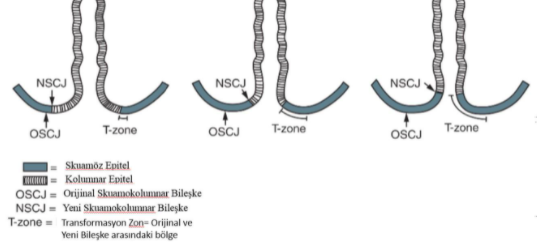 NSCJ
OSCJ
T-zone
NSCJ
OSCJ
T-zone
NSCJ
OSCJ
T-zone
= Skuamöz Epitel
= Kolumnar Epitel
OSCJ = Orijinal Skuamokolumnar Bileşke
NSCJ = Yeni Skuamokolumnar Bileşke
T-zone = Transformasyon Zon= Orijinal ve
Yeni Bileşke arasındaki bölge